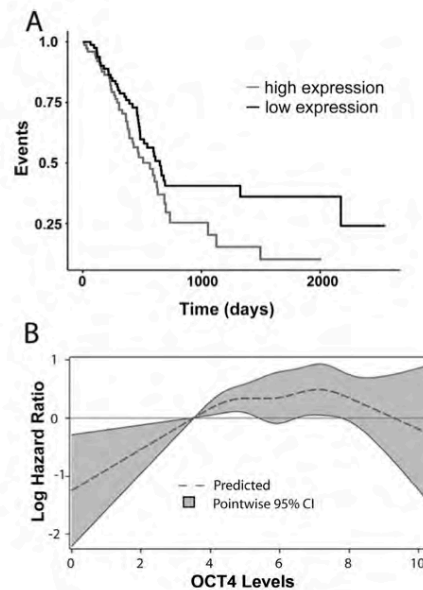 A
1.0
0.75
0.5
0.25
Events
high expression
low expression
0
1000
2000
Time (days)
B
1
0
-1
-2
Log Hazard Ratio
Predicted
Pointwise 95% CI
0
2
4
6
8
10
OCT4 Levels